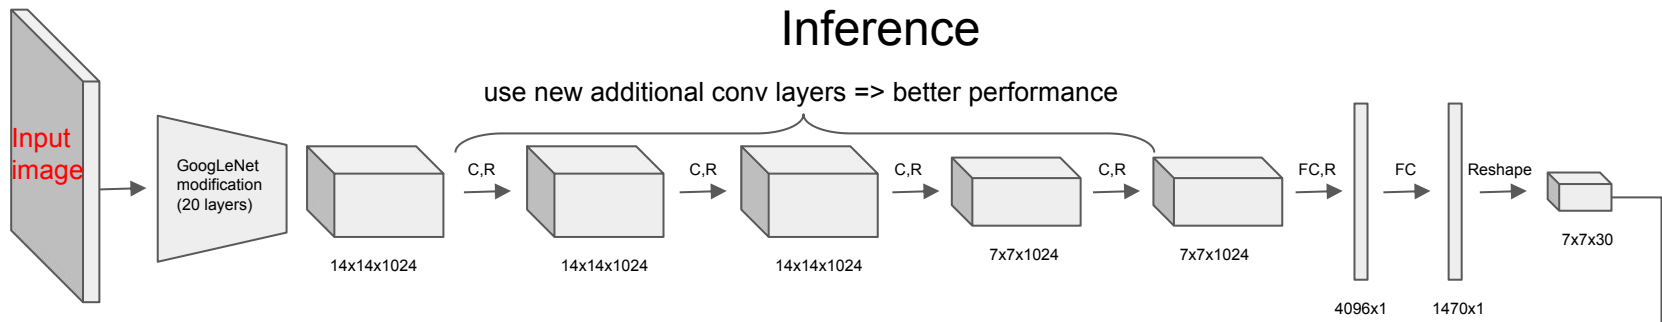 Inference
use new additional conv layers => better performance
Input
image
GoogLeNet
modification
(20 layers)
C,R
C,R
C,R
C,R
FC,R
FC
Reshape
14x14x1024
14x14x1024
14x14x1024
7x7x1024
7x7x1024
4096x1
1470x1
7x7x30